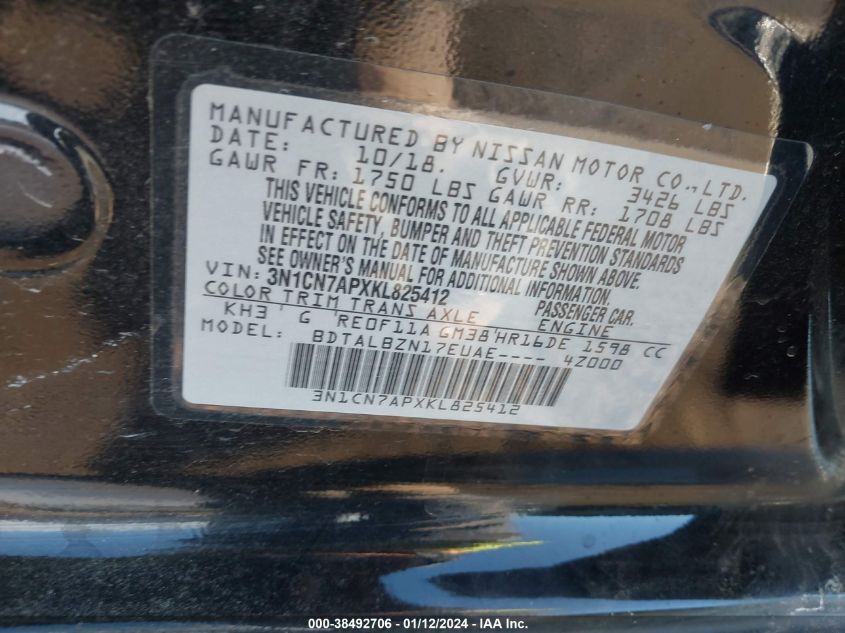 MANUFACTURED BY NISSAN MOTOR CO.,LTD.
DATE: 10/18. GVWR: 3426 LBS
GAWR FR: 1750 LBS GAWR RR: 1708 LBS
THIS VEHICLE CONFORMS TO ALL APPLICABLE FEDERAL MOTOR
VEHICLE SAFETY, BUMPER AND THEFT PREVENTION STANDARDS
IN EFFECT ON THE DATE OF MANUFACTURE SHOWN ABOVE.
SEE OWNER'S MANUAL FOR ADDITIONAL INFORMATION.
VIN: 3N1CN7APXKL825412 PASSENGER CAR.
COLOR TRIM TRANS AXLE ENGINE
KH3 ' G 'RE0F11A GM38'HR16DE 1598 CC
MODEL: BDTALBZN17EUAE---- 4Z000
3N1CN7APXKL825412
000-38492706 - 01/12/2024 - IAA, Inc.